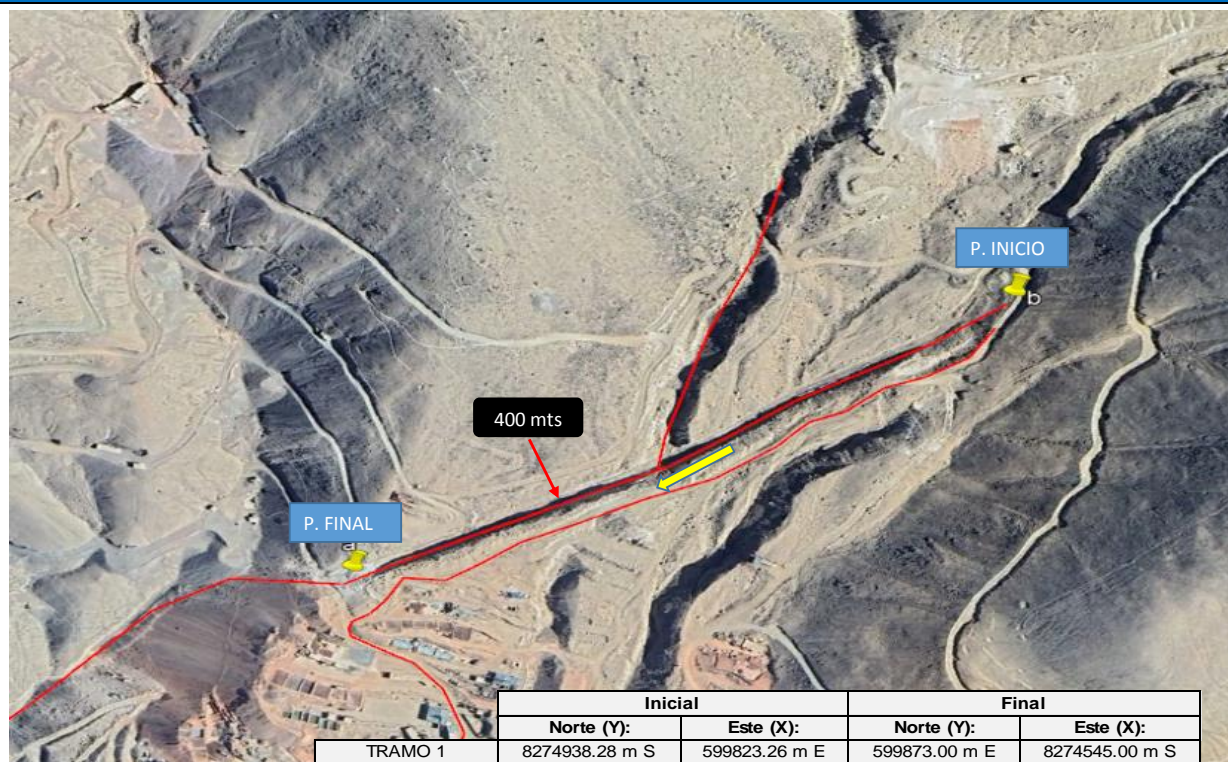 P. INICIO
b
400 mts
P. FINAL
a
Inicial Final
Norte (Y): Este (X): Norte (Y): Este (X):
TRAMO 1 8274938.28 m S 599823.26 m E 599873.00 m E 8274545.00 m S